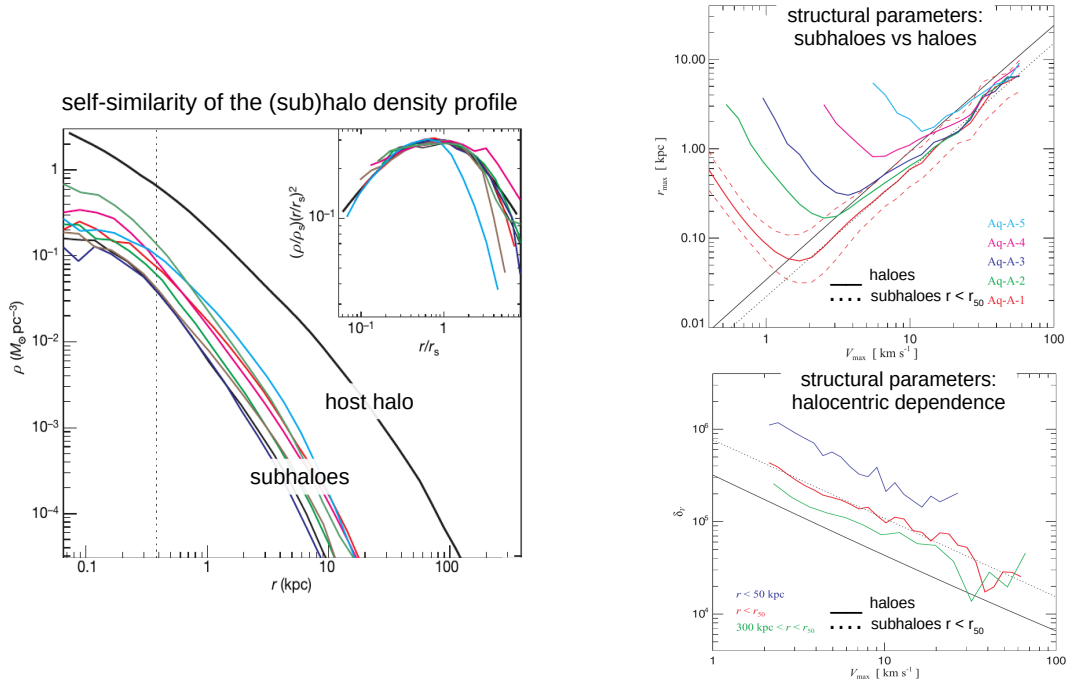 self-similarity of the (sub)halo density profile
ρ (M⊙ pc⁻³)
1
10⁻¹
10⁻²
10⁻³
10⁻⁴
0.1
1
10
100
r (kpc)
host halo
subhaloes
(ρ/ρs)(r/rs)²
10⁻¹
10⁻¹
1
r/rs
structural parameters:
subhaloes vs haloes
rmax [ kpc ]
10.00
1.00
0.10
0.01
Aq-A-5
Aq-A-4
Aq-A-3
Aq-A-2
Aq-A-1
haloes
subhaloes r < r50
1
10
100
Vmax [ km s⁻¹ ]
structural parameters:
halocentric dependence
δV
10⁶
10⁵
10⁴
r < 50 kpc
r < r50
300 kpc < r < r50
haloes
subhaloes r < r50
1
10
100
Vmax [ km s⁻¹ ]